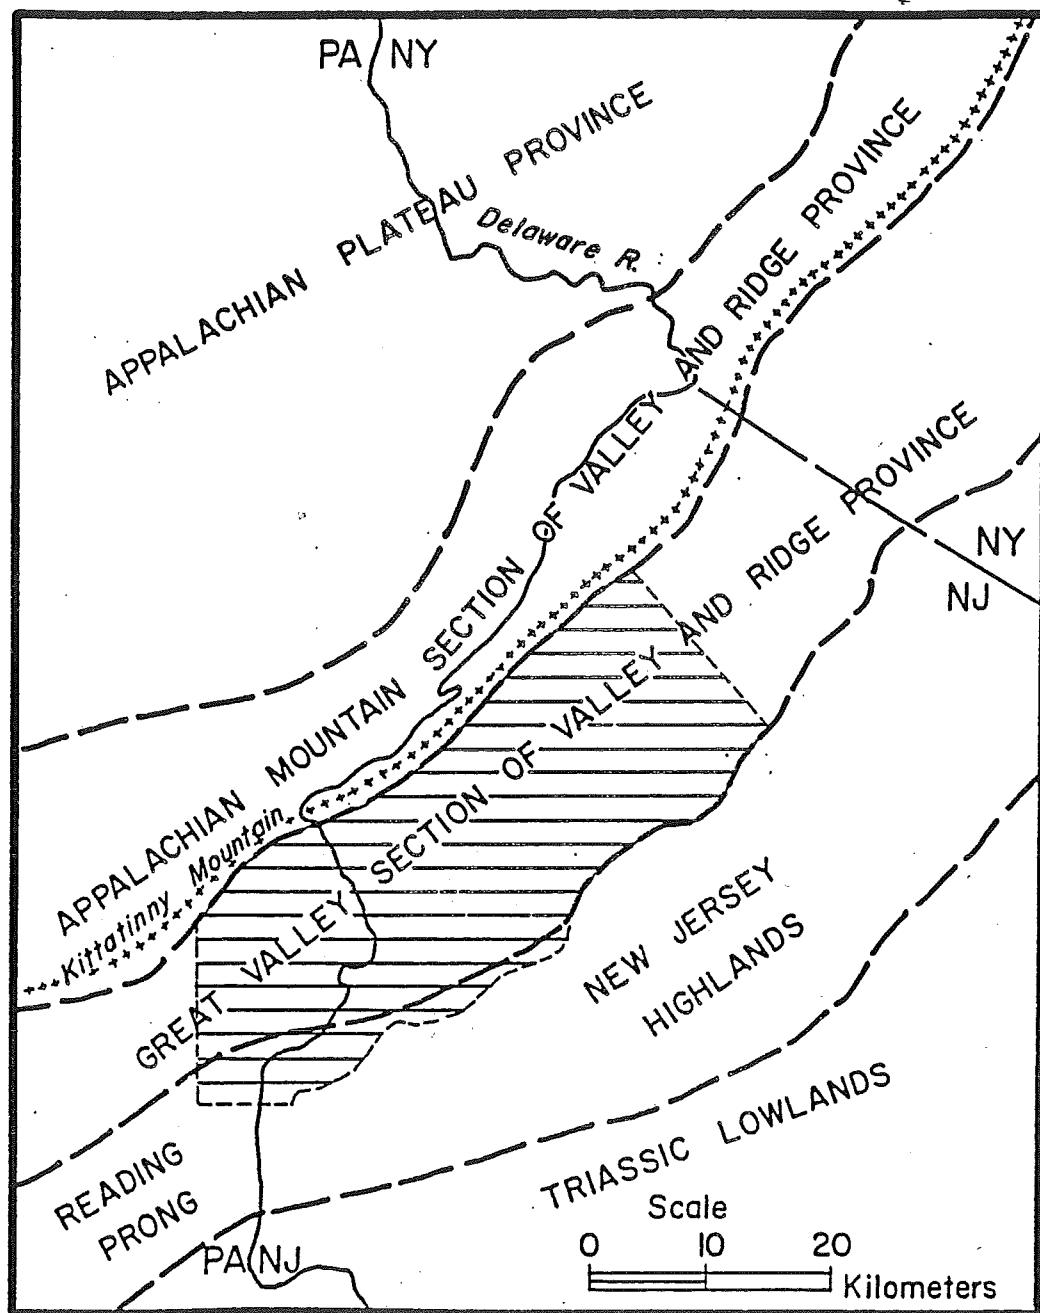 PA NY
APPALACHIAN PLATEAU PROVINCE
Delaware R.
APPALACHIAN MOUNTAIN SECTION OF VALLEY AND RIDGE PROVINCE
Kittatinny Mountain
GREAT VALLEY SECTION OF VALLEY AND RIDGE PROVINCE
NY
NJ
NEW JERSEY
HIGHLANDS
READING
PRONG
TRIASSIC LOWLANDS
PA NJ
Scale
0 10 20
Kilometers